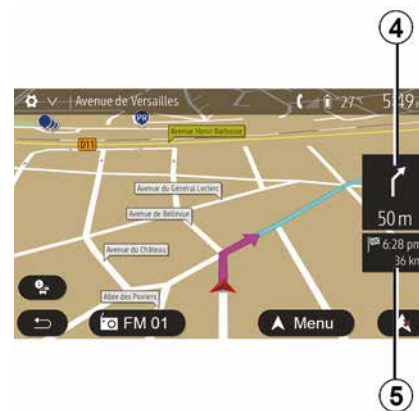 4
Avenue de Versailles
27°
5:49
PR
Avenue Henri Barbusse
D11
Avenue du Général Leclerc
Avenue de Bellevue
50 m
Avenue du Château
6:28 pm
36 km
Allée des Peiriers
FM 01
Menu
5